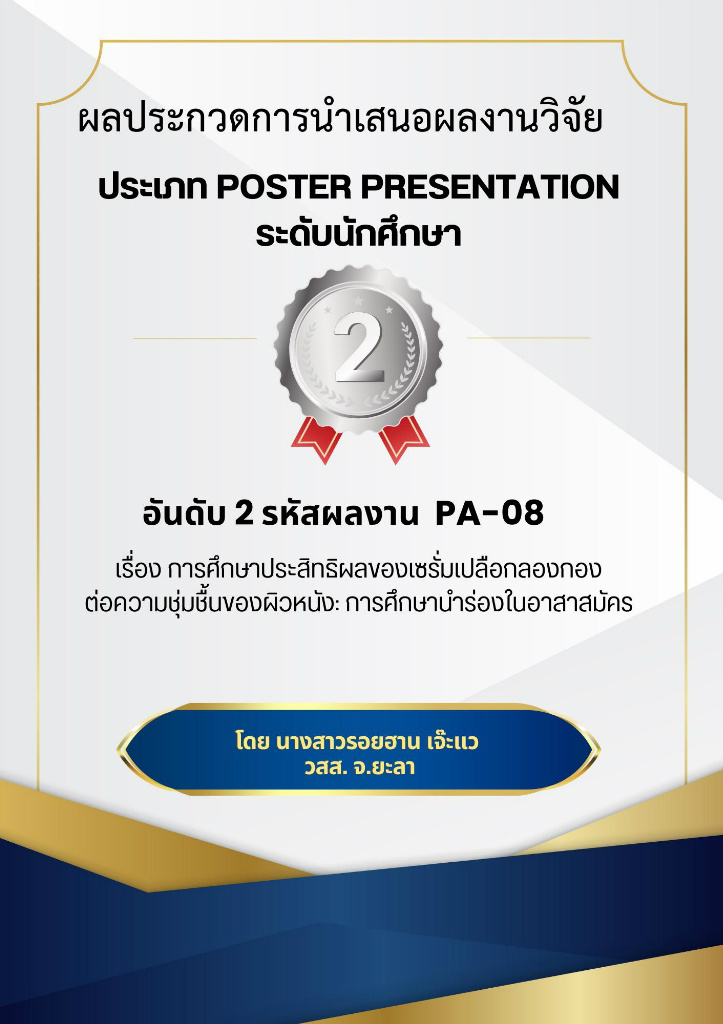 ผลประกวดการนำเสนอผลงานวิจัย
ประเภท POSTER PRESENTATION
ระดับนักศึกษา
2
อันดับ 2 รหัสผลงาน PA-08
เรื่อง การศึกษาประสิทธิผลของเซรั่มเปลือกลองกอง
ต่อความชุ่มชื้นของผิวหนัง: การศึกษานำร่องในอาสาสมัคร
โดย นางสาวรอยฮาน เจ๊ะแว
วสส. จ.ยะลา